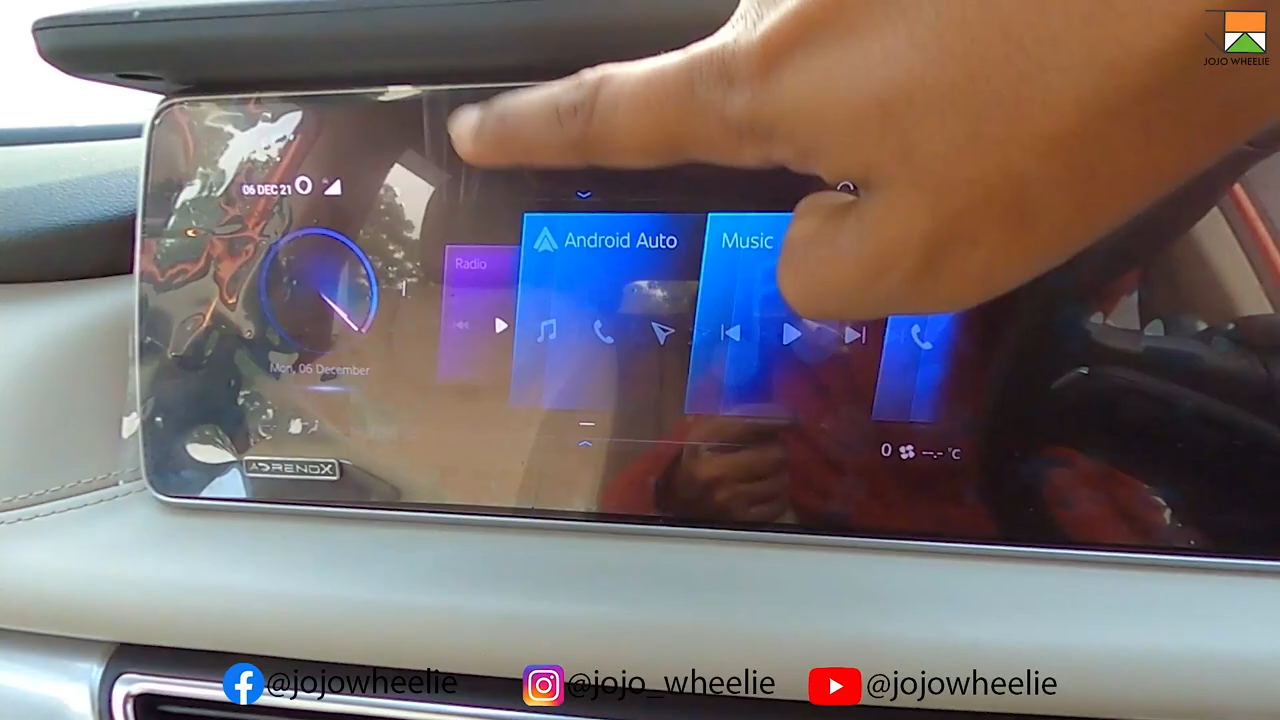 JOJO WHEELIE
06 DEC 21
Radio
Android Auto
Music
Mon, 06 December
0 --.- °C
ADRENOX
@jojowheelie
@jojo_wheelie
@jojowheelie